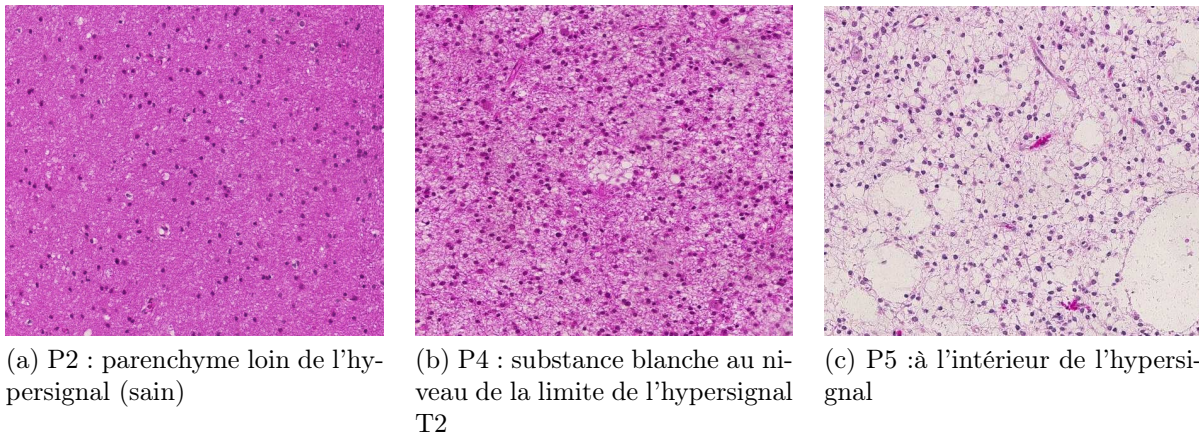 (a) P2 : parenchyme loin de l'hy-
persignal (sain)
(b) P4 : substance blanche au ni-
veau de la limite de l'hypersignal
T2
(c) P5 :à l'intérieur de l'hypersi-
gnal